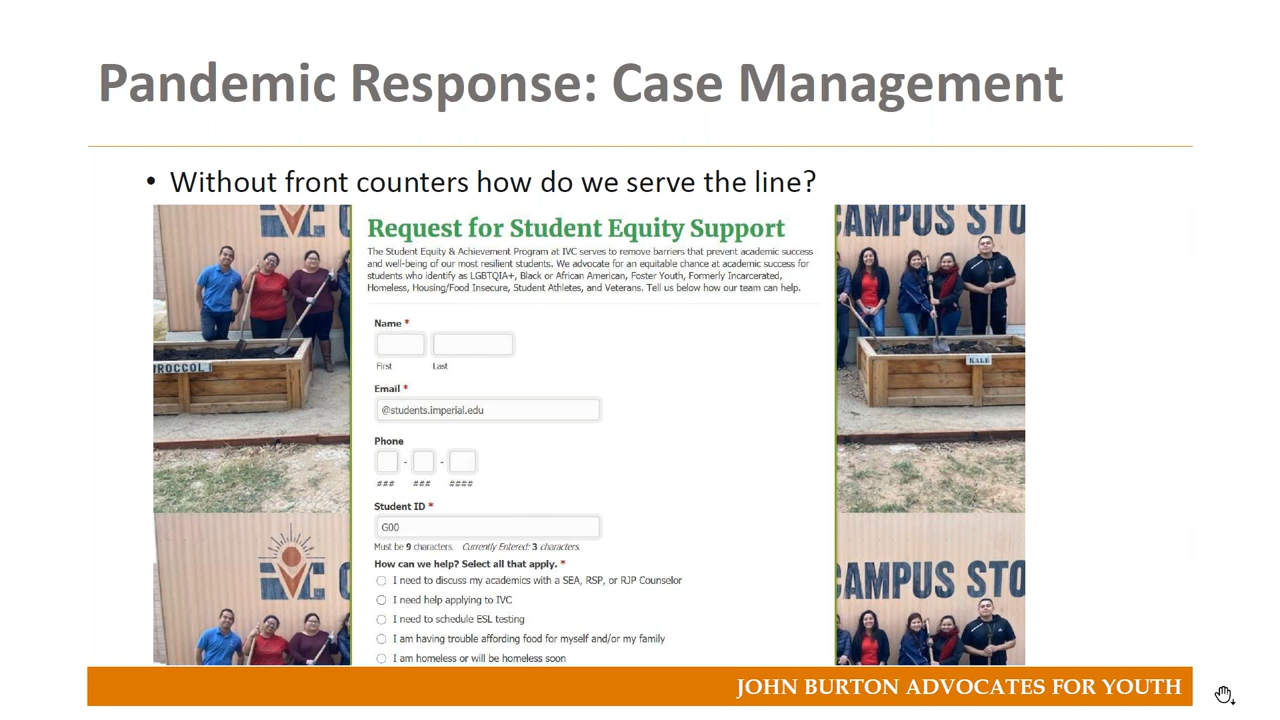 Pandemic Response: Case Management
• Without front counters how do we serve the line?
IVC C
CAMPUS STO
BROCCOLI
KALE
Request for Student Equity Support
The Student Equity & Achievement Program at IVC serves to remove barriers that prevent academic success
and well-being of our most resilient students. We advocate for an equitable chance at academic success for
students who identify as LGBTQIA+, Black or African American, Foster Youth, Formerly Incarcerated,
Homeless, Housing/Food Insecure, Student Athletes, and Veterans. Tell us below how our team can help.
Name *
First Last
Email *
@students.imperial.edu
Phone
- -
### ### ####
Student ID *
G00
Must be 9 characters. Currently Entered: 3 characters.
How can we help? Select all that apply. *
I need to discuss my academics with a SEA, RSP, or RJP Counselor
I need help applying to IVC
I need to schedule ESL testing
I am having trouble affording food for myself and/or my family
I am homeless or will be homeless soon
IVC C
CAMPUS STO
JOHN BURTON ADVOCATES FOR YOUTH